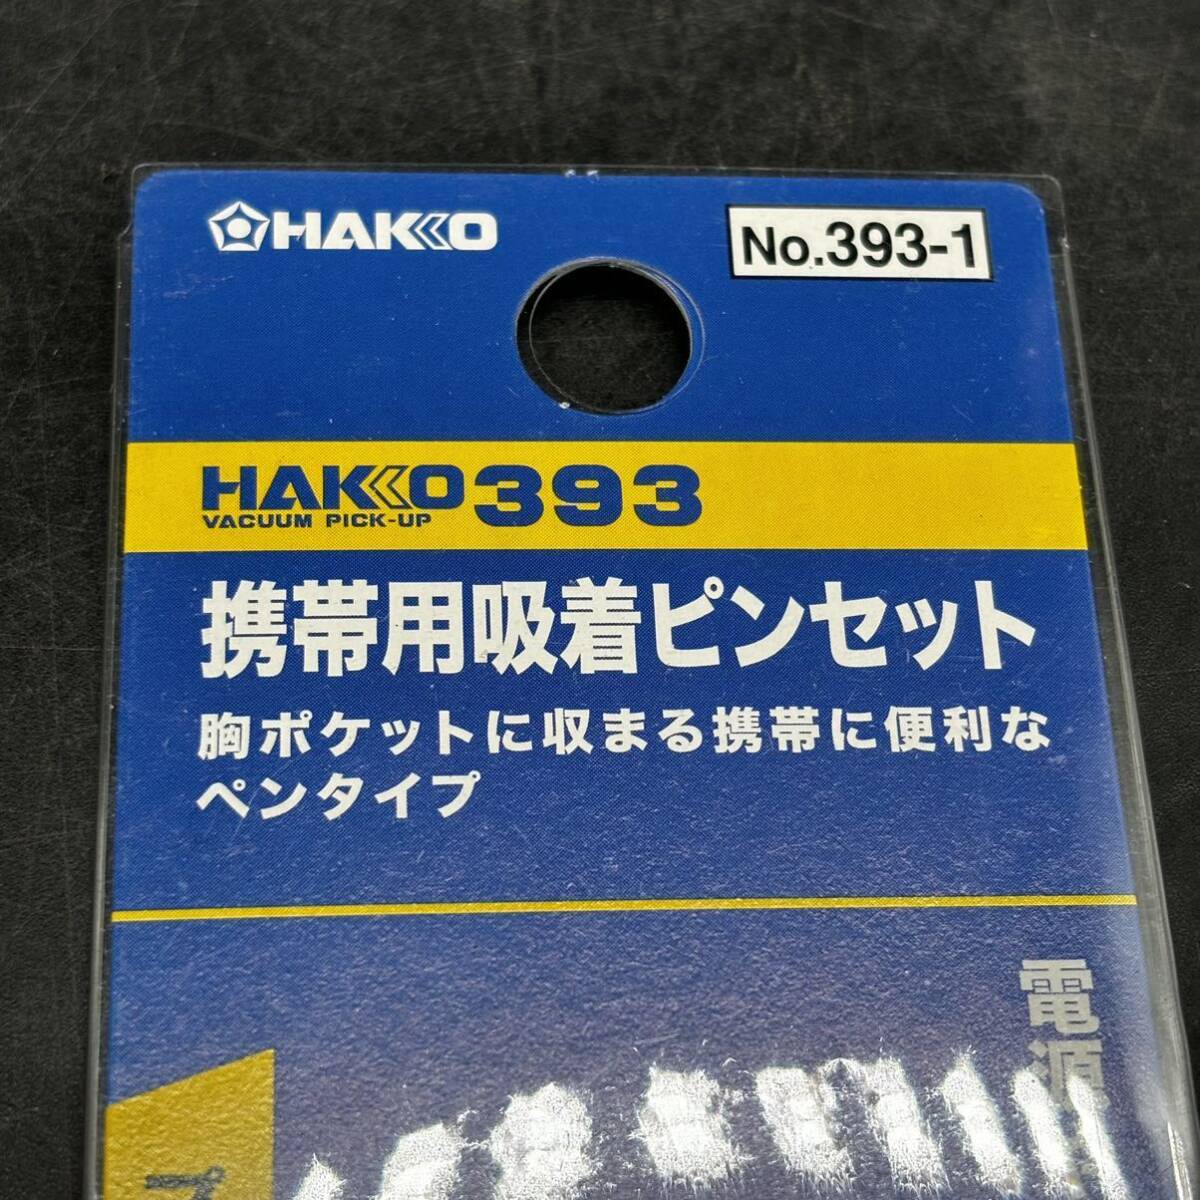 HAKKO
No.393-1
HAKKO 393
VACUUM PICK-UP
携帯用吸着ピンセット
胸ポケットに収まる携帯に便利な
ペンタイプ
電源